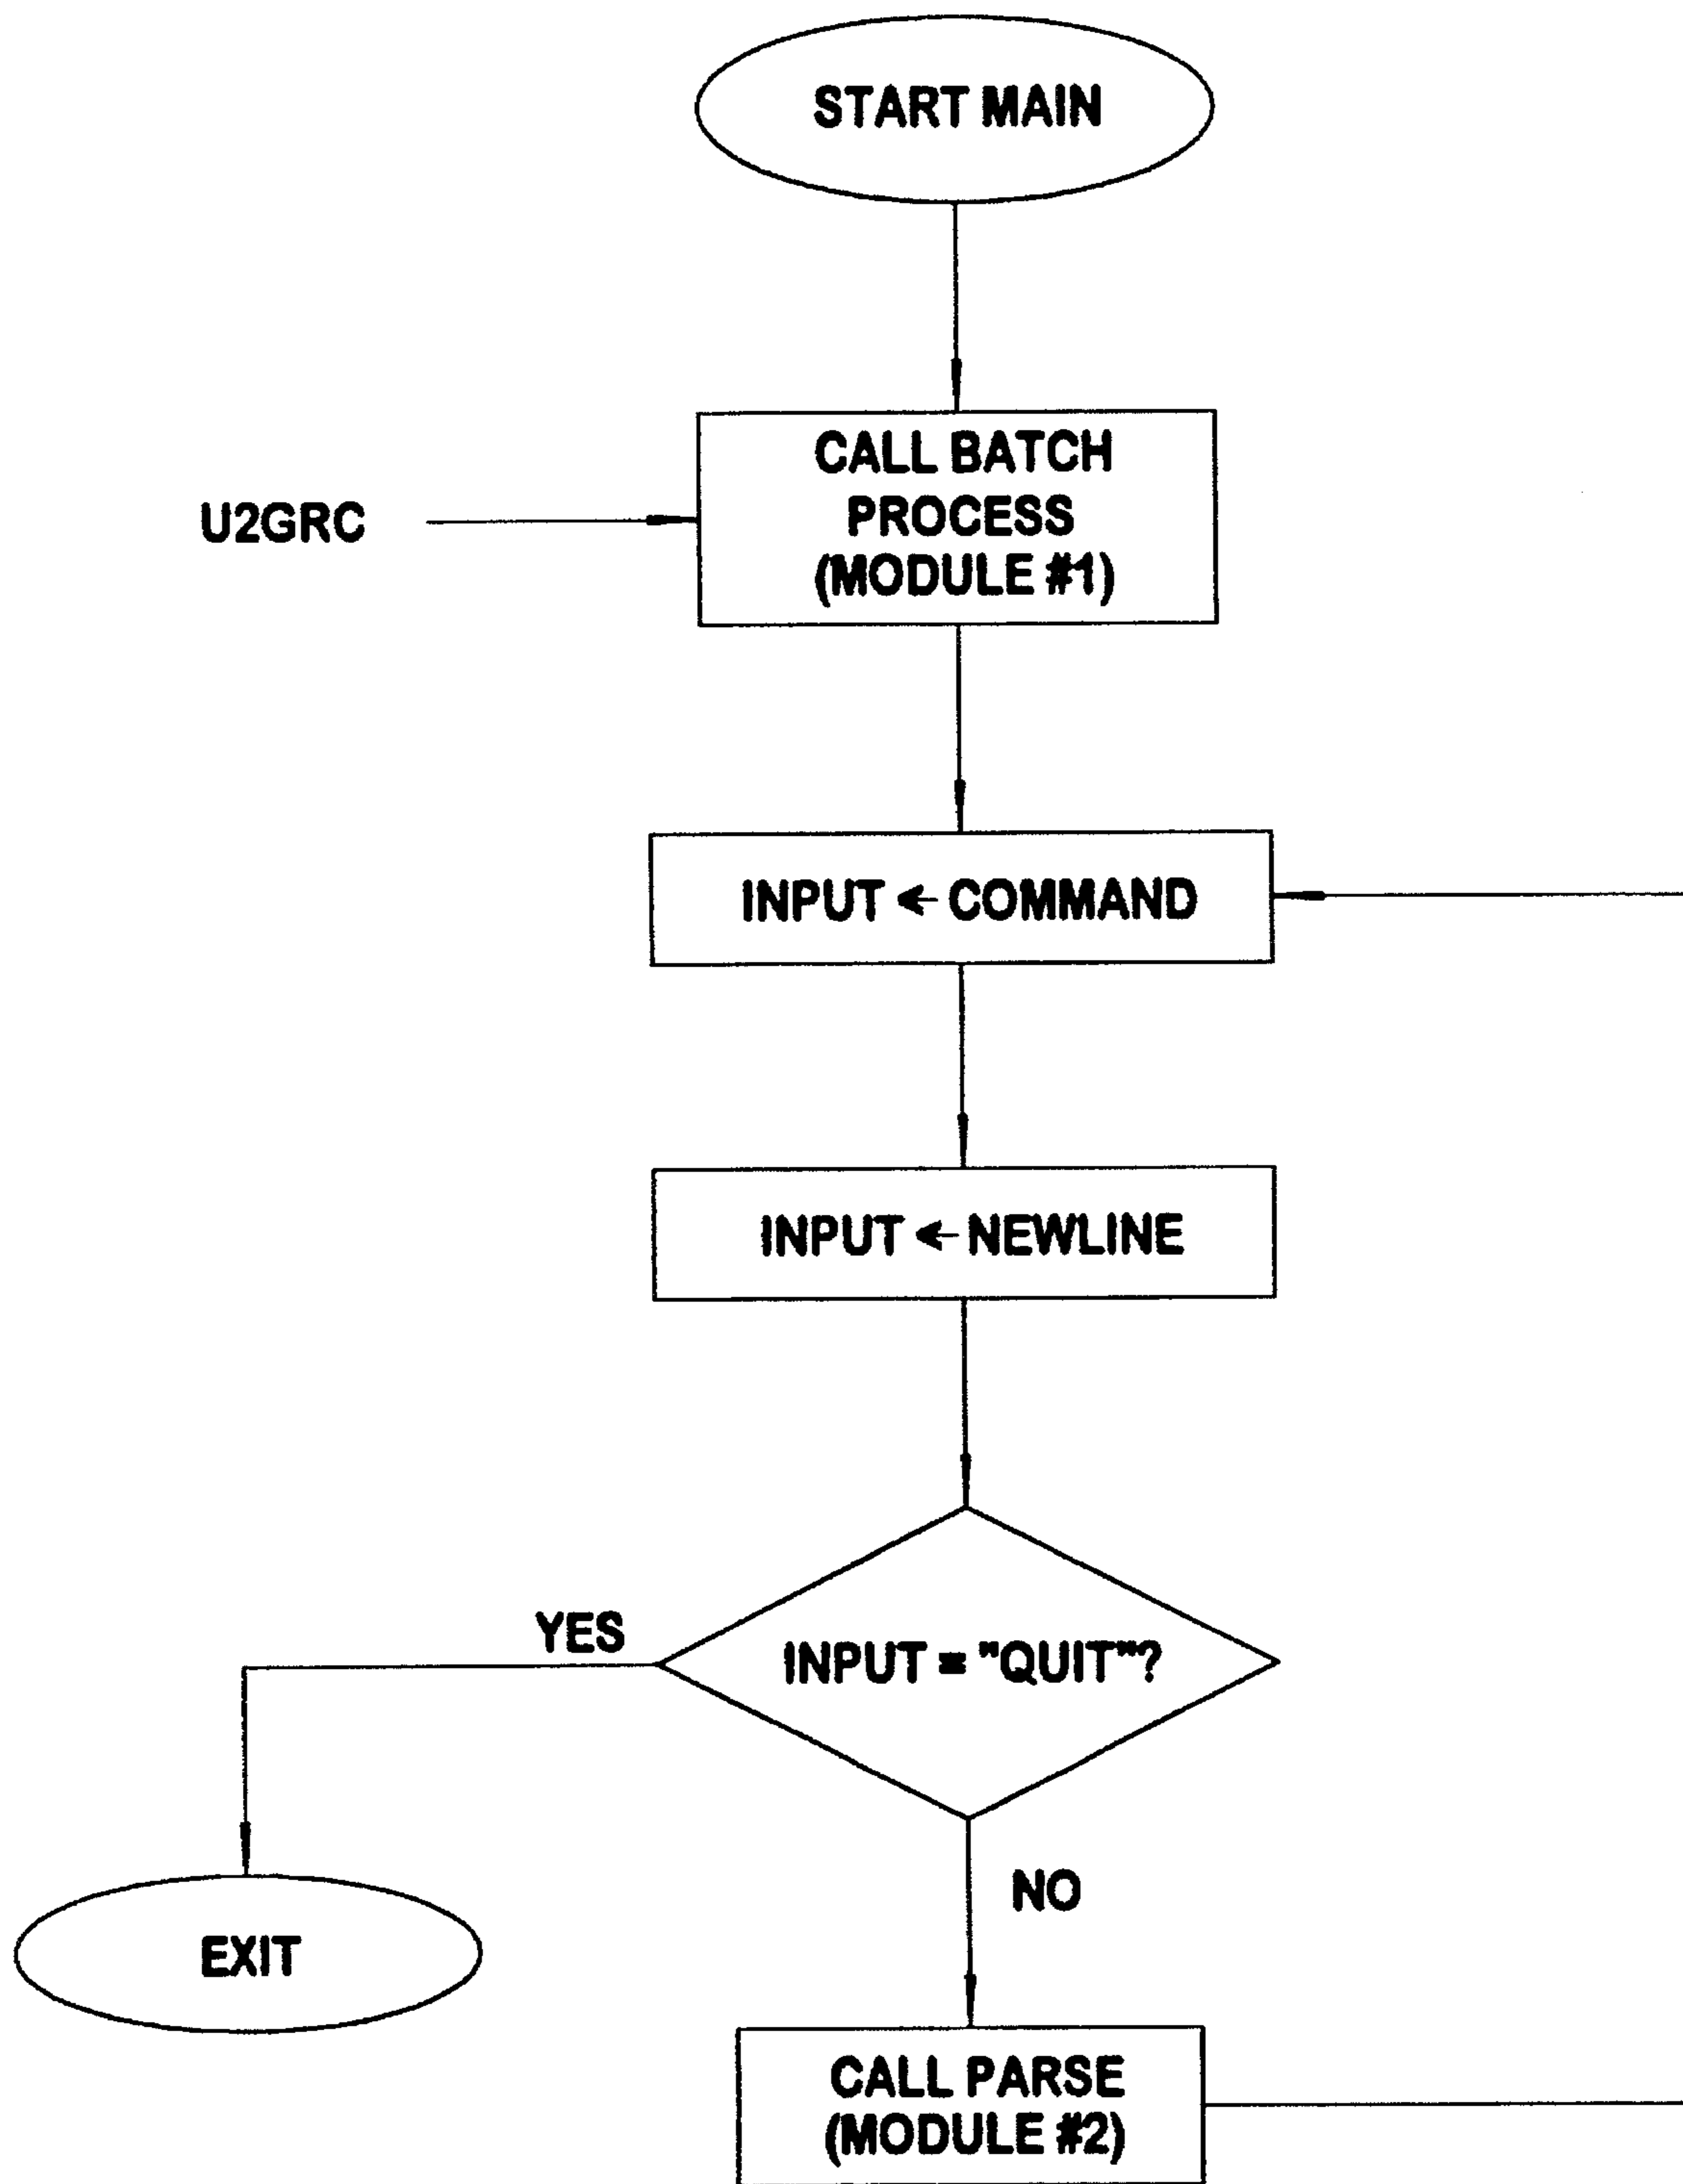 START MAIN
CALL BATCH
PROCESS
(MODULE #1)
U2GRC
INPUT ← COMMAND
INPUT ← NEWLINE
YES
INPUT = "QUIT"?
NO
EXIT
CALL PARSE
(MODULE #2)